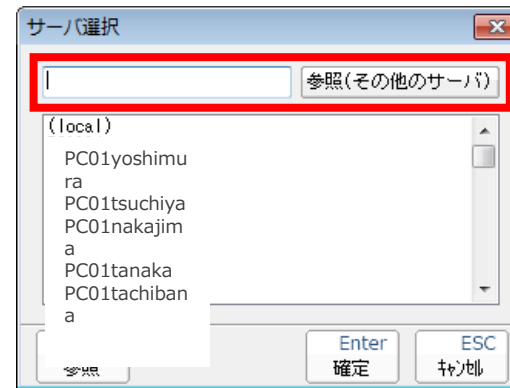 サーバ選択
参照(その他のサーバ)
(local)
PC01yoshimu
ra
PC01tsuchiya
PC01nakajim
a
PC01tanaka
PC01tachiban
a
参照
Enter
確定
ESC
ｷｬﾝｾﾙ